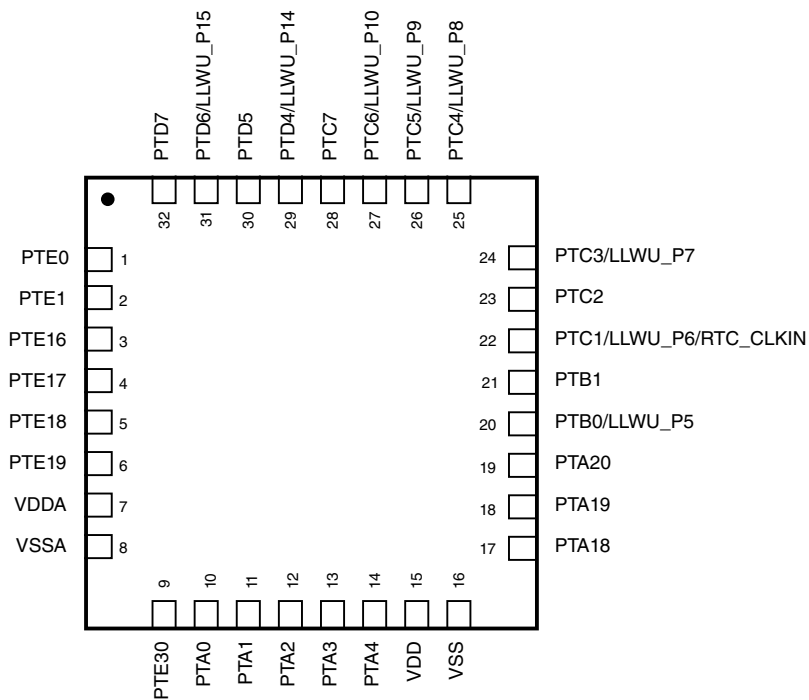 PTD7
PTD6/LLWU_P15
PTD5
PTD4/LLWU_P14
PTC7
PTC6/LLWU_P10
PTC5/LLWU_P9
PTC4/LLWU_P8
32
31
30
29
28
27
26
25
PTE0 1
PTE1 2
PTE16 3
PTE17 4
PTE18 5
PTE19 6
VDDA 7
VSSA 8
24 PTC3/LLWU_P7
23 PTC2
22 PTC1/LLWU_P6/RTC_CLKIN
21 PTB1
20 PTB0/LLWU_P5
19 PTA20
18 PTA19
17 PTA18
9
10
11
12
13
14
15
16
PTE30
PTA0
PTA1
PTA2
PTA3
PTA4
VDD
VSS